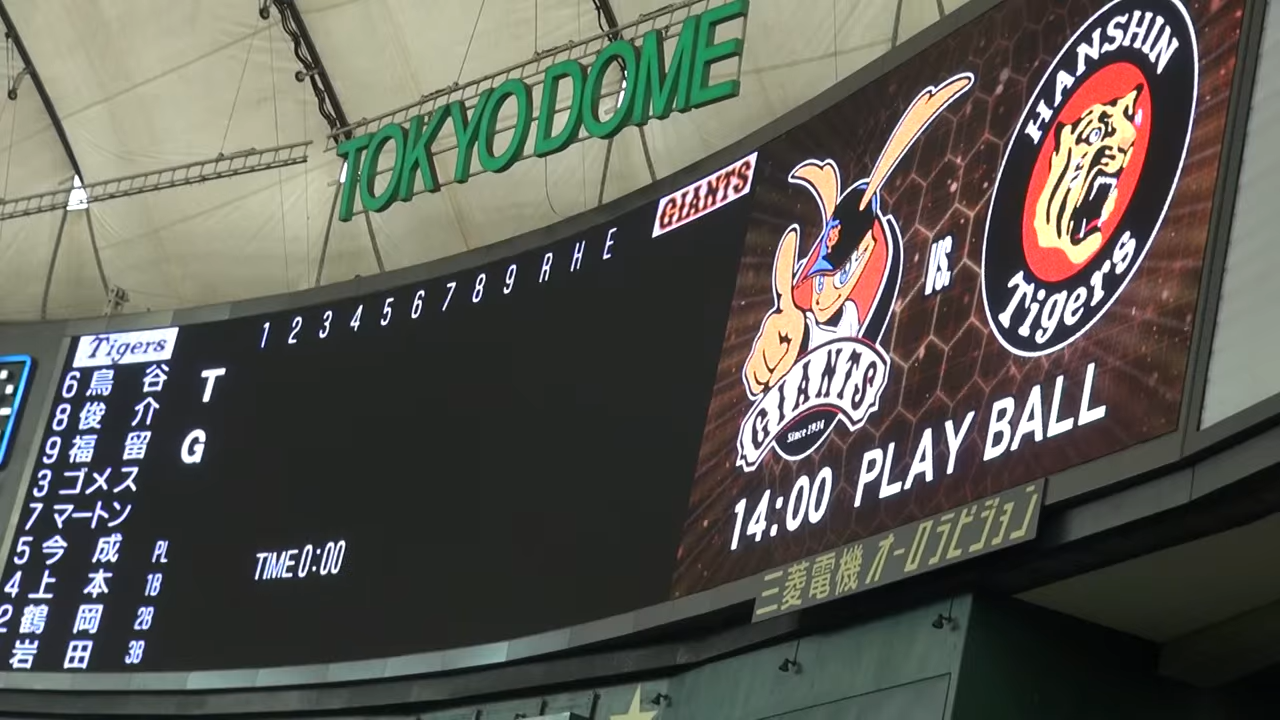 TOKYO DOME
GIANTS
1 2 3 4 5 6 7 8 9 R H E
Tigers
6 鳥 谷
8 俊 介
9 福 留
3 ゴメス
7 マートン
5 今 成
4 上 本
2 鶴 岡
岩 田
T
G
PL
1B
2B
3B
TIME 0:00
GIANTS
Since 1934
VS.
HANSHIN
Tigers
14:00 PLAY BALL
三菱電機 オーロラビジョン